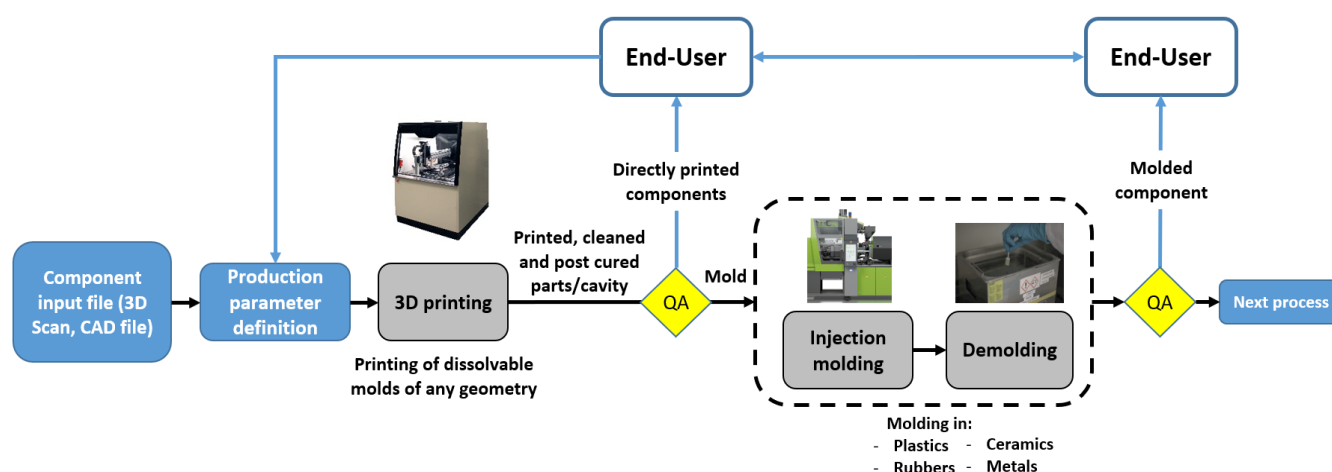 End-User
End-User
Directly printed
components
Molded
component
Component
input file (3D
Scan, CAD file)
Production
parameter
definition
3D printing
Printed, cleaned
and post cured
parts/cavity
QA
Mold
Injection
molding
Demolding
QA
Next process
Printing of dissolvable
molds of any geometry
Molding in:
- Plastics - Ceramics
- Rubbers - Metals